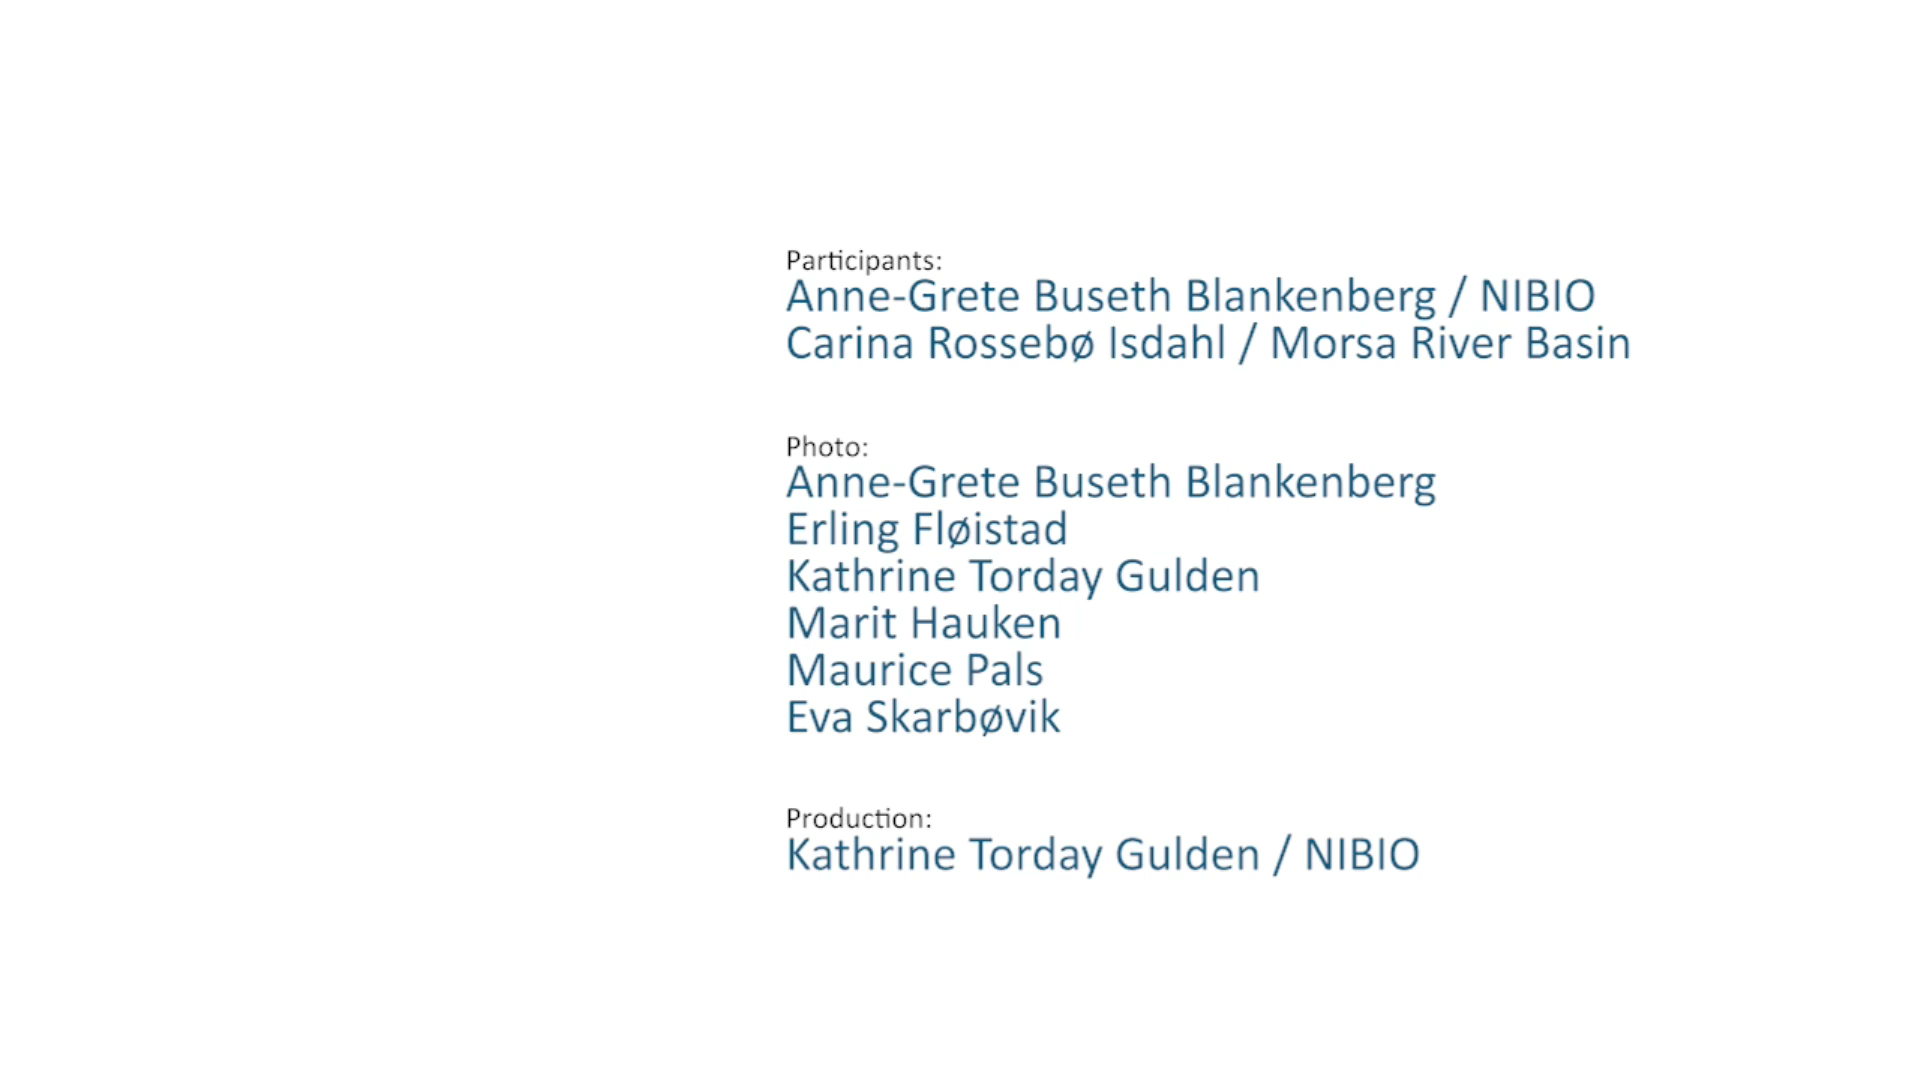 Participants:
Anne-Grete Buseth Blankenberg / NIBIO
Carina Rossebø Isdahl / Morsa River Basin
Photo:
Anne-Grete Buseth Blankenberg
Erling Fløistad
Kathrine Torday Gulden
Marit Hauken
Maurice Pals
Eva Skarbøvik
Production:
Kathrine Torday Gulden / NIBIO